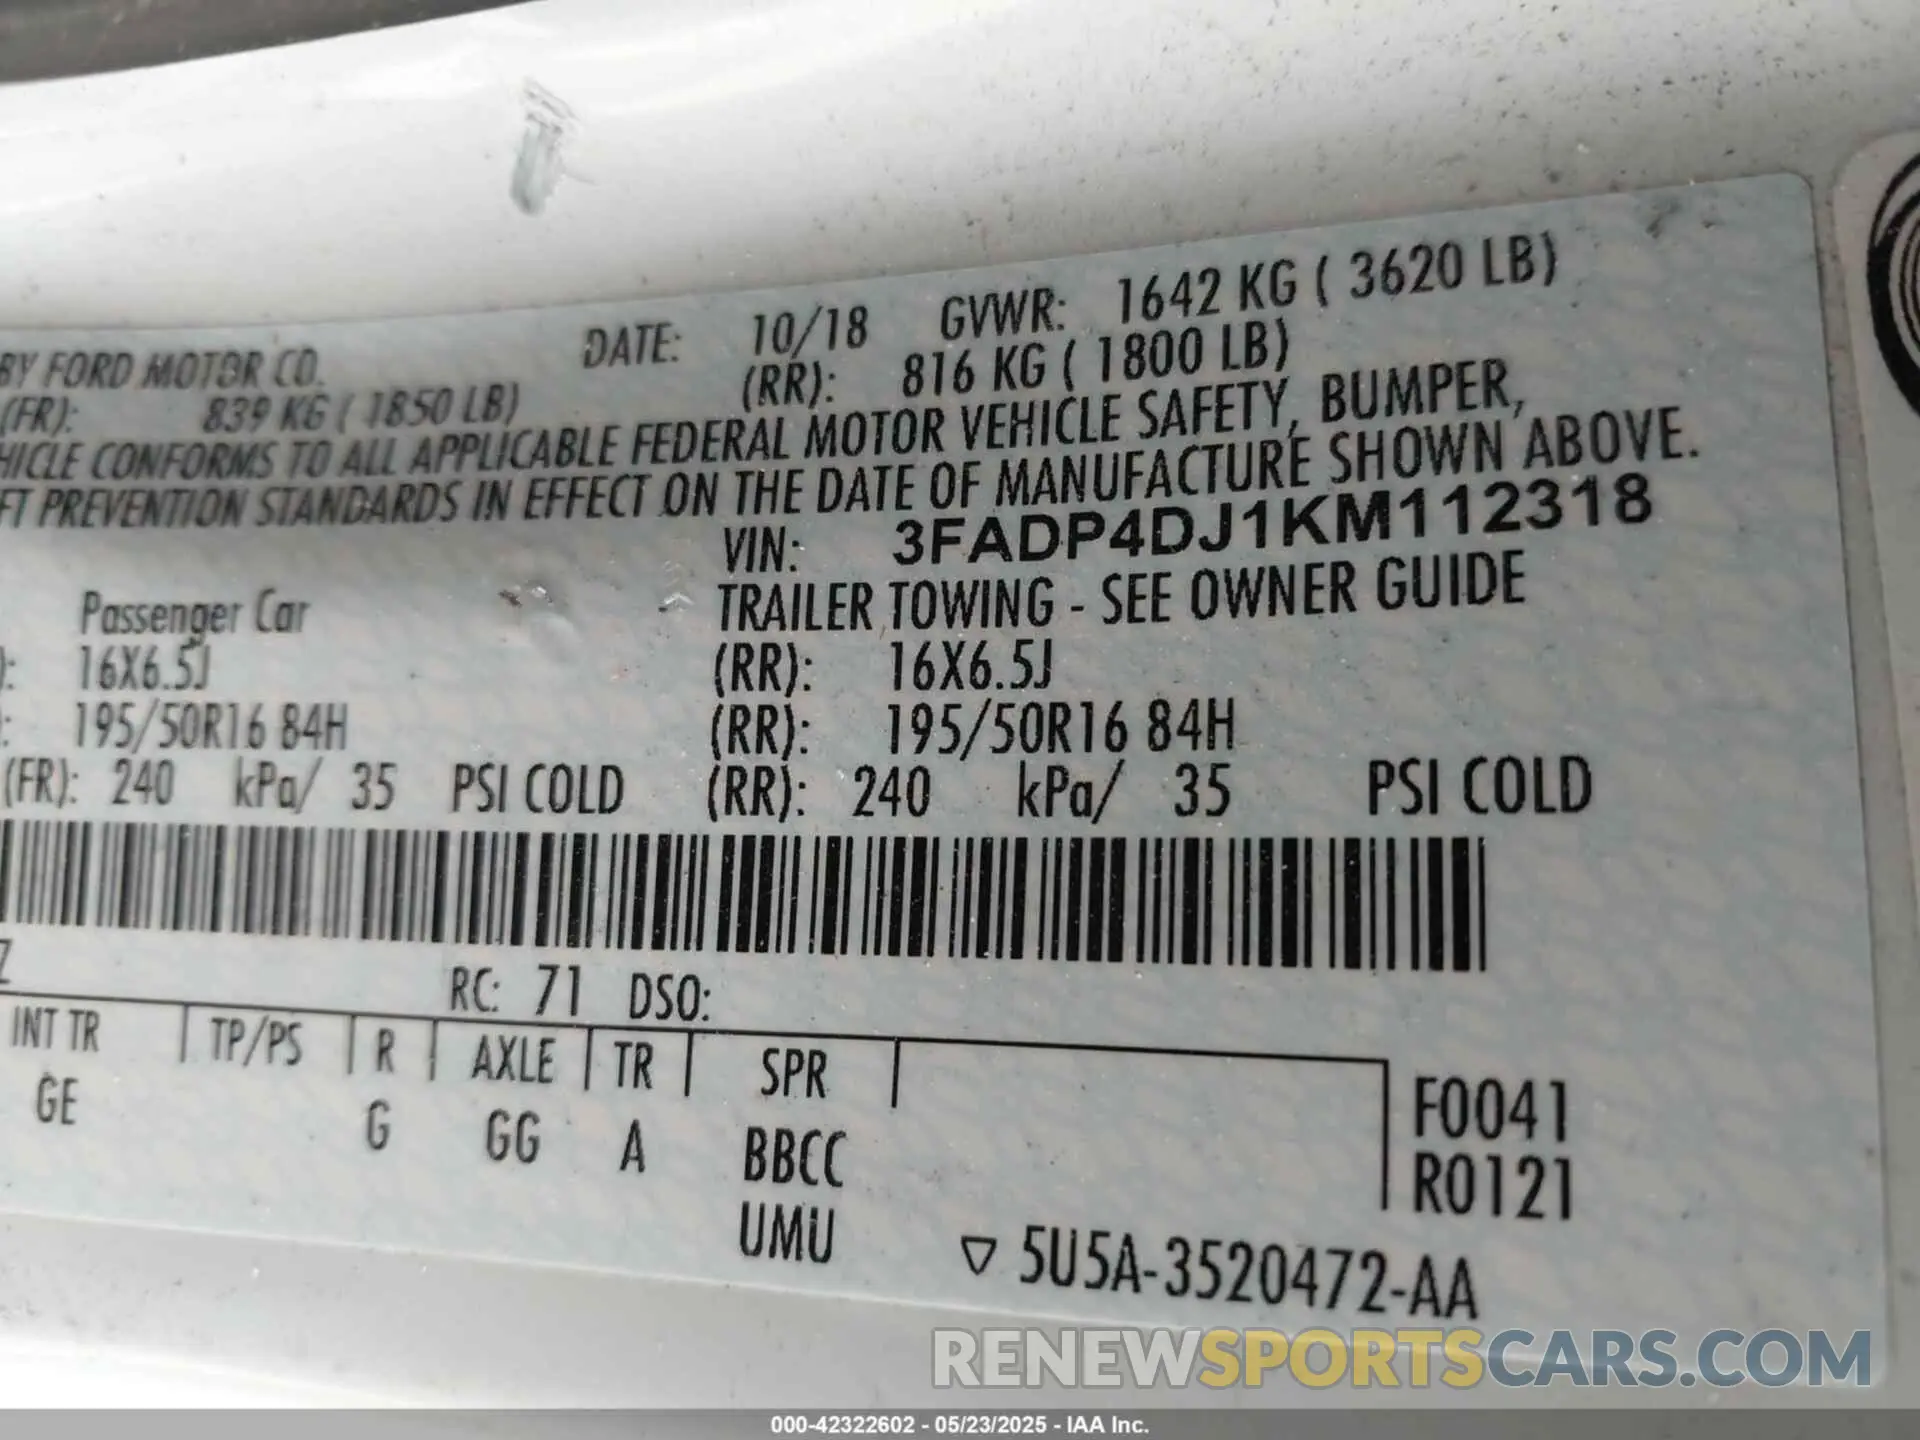 BY FORD MOTOR CO. DATE: 10/18 GVWR: 1642 KG ( 3620 LB)
(FR): 839 KG ( 1850 LB) (RR): 816 KG ( 1800 LB)
HICLE CONFORMS TO ALL APPLICABLE FEDERAL MOTOR VEHICLE SAFETY, BUMPER,
FT PREVENTION STANDARDS IN EFFECT ON THE DATE OF MANUFACTURE SHOWN ABOVE.
VIN: 3FADP4DJ1KM112318
Passenger Car TRAILER TOWING - SEE OWNER GUIDE
): 16X6.5J (RR): 16X6.5J
): 195/50R16 84H (RR): 195/50R16 84H
(FR): 240 kPa/ 35 PSI COLD (RR): 240 kPa/ 35 PSI COLD
Z RC: 71 DSO:
INT TR TP/PS R AXLE TR SPR
GE G GG A BBCC F0041
UMU R0121
▽ 5U5A-3520472-AA
RENEWSPORTSCARS.COM
000-42322602 - 05/23/2025 - IAA Inc.